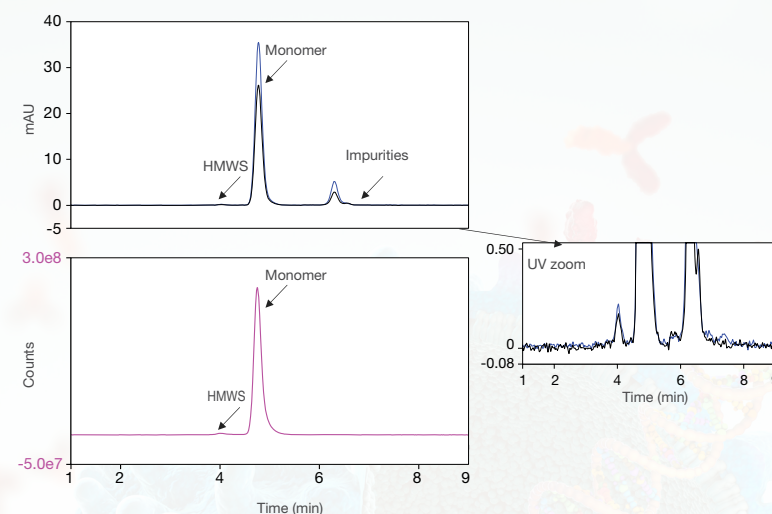 40
30
20
10
0
-5
mAU
Monomer
HMWS
Impurities
3.0e8
-5.0e7
Counts
Monomer
HMWS
1 2 4 6 8 9
Time (min)
UV zoom
0.50
0
-0.08
1 2 4 6 8
Time (min)